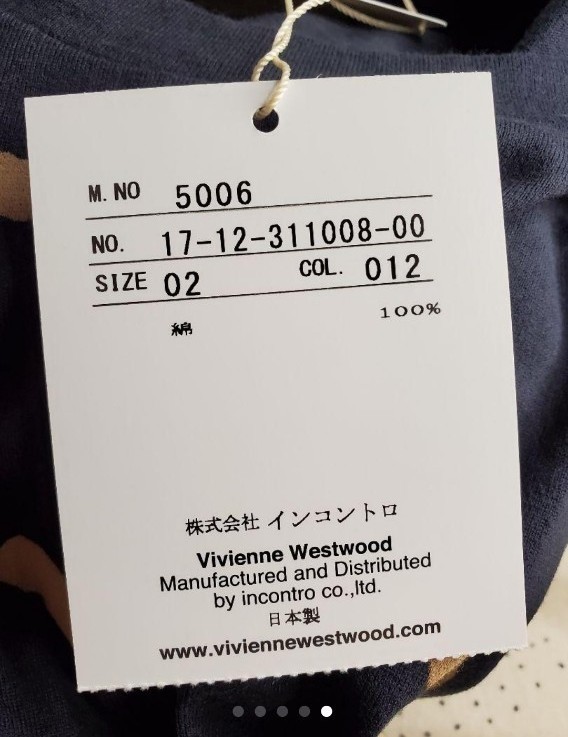 M. NO 5006
NO. 17-12-311008-00
SIZE 02 COL. 012
綿 100%
株式会社 インコントロ
Vivienne Westwood
Manufactured and Distributed
by incontro co.,ltd.
日本製
www.viviennewestwood.com